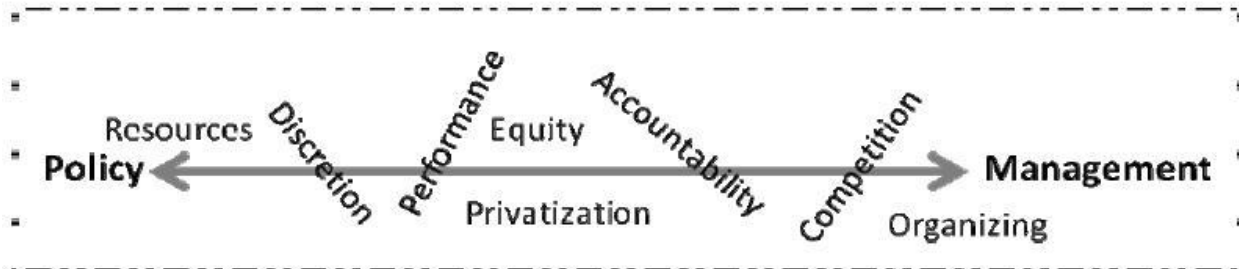 Resources
Discretion
Performance
Equity
Accountability
Competition
Policy
Management
Privatization
Organizing